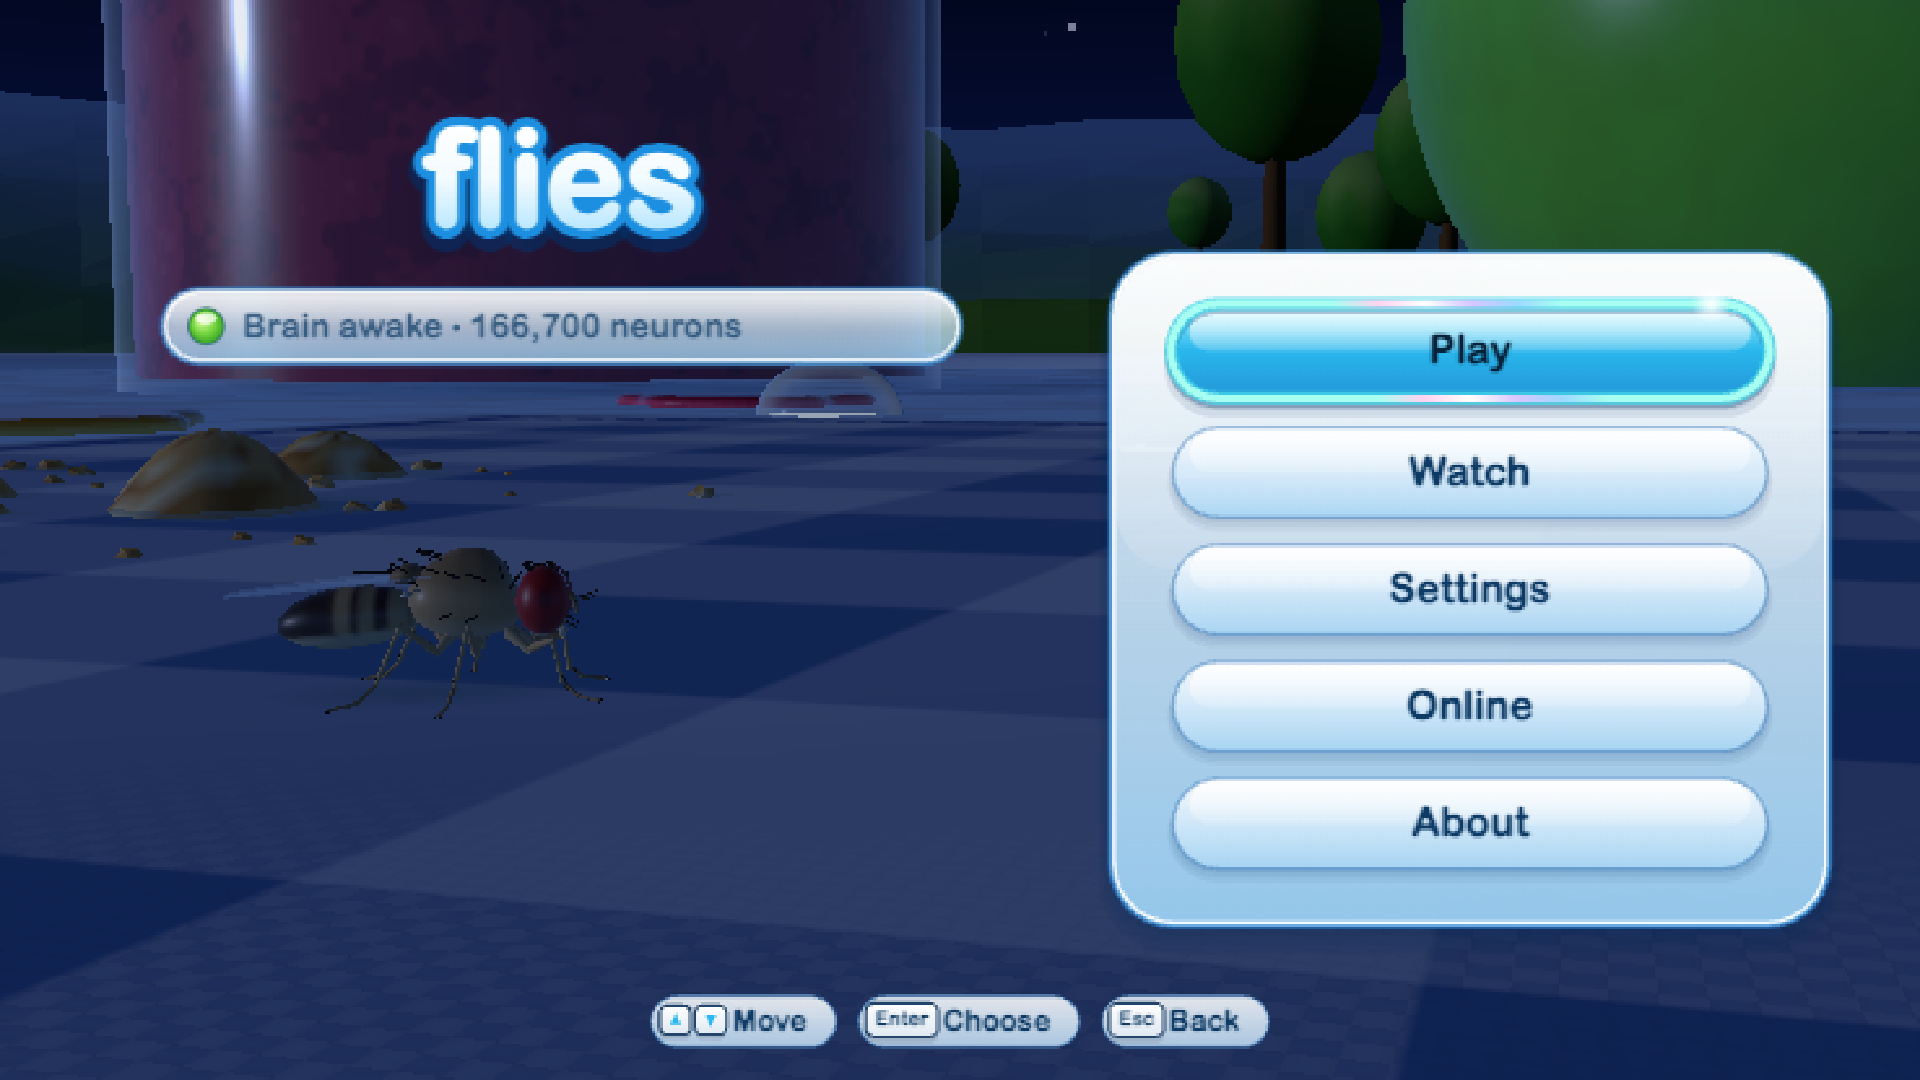 flies
Brain awake • 166,700 neurons
Play
Watch
Settings
Online
About
▲ ▼ Move Enter Choose Esc Back